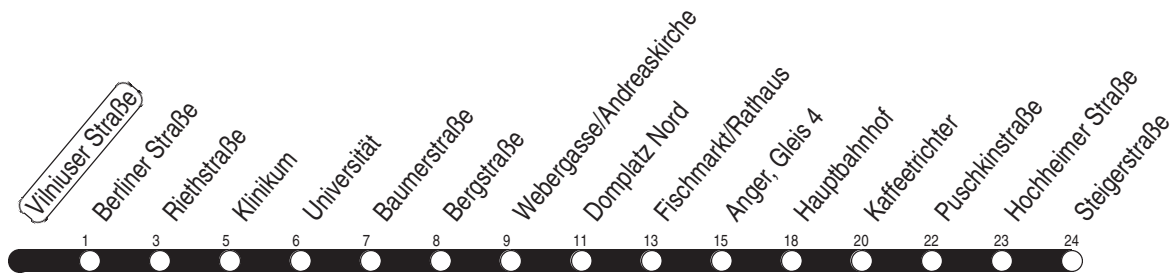 Vilniuser Straße
Berliner Straße
Riethstraße
Klinikum
Universität
Baumerstraße
Bergstraße
Webergasse/Andreaskirche
Domplatz Nord
Fischmarkt/Rathaus
Anger, Gleis 4
Hauptbahnhof
Kaffeetrichter
Puschkinstraße
Hochheimer Straße
Steigerstraße
1 3 5 6 7 8 9 11 13 15 18 20 22 23 24